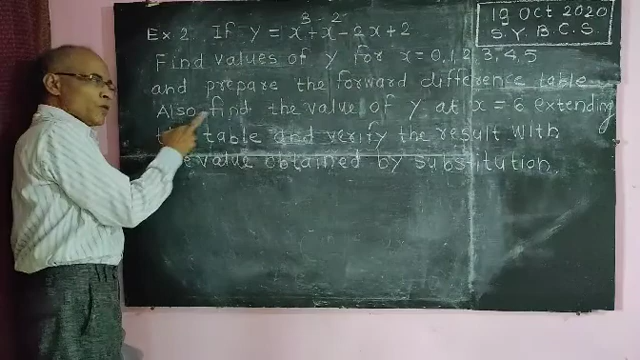 Ex 2. If y = x³ + x² - 2x + 2
19 Oct 2020
S.Y.B.C.S.
Find values of y for x = 0,1,2,3,4,5
and prepare the forward difference table.
Also find the value of y at x = 6 extending
table and verify the result with
value obtained by substitution.